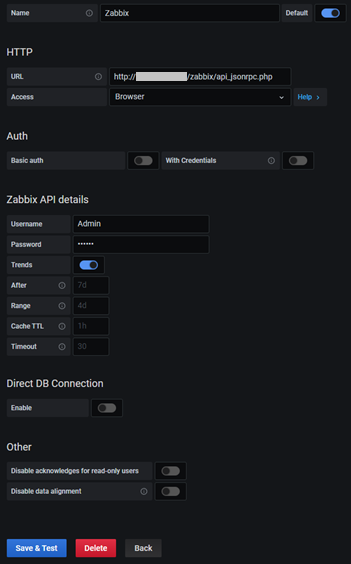 Name Zabbix Default
HTTP
URL http:// /zabbix/api_jsonrpc.php
Access Browser Help >
Auth
Basic auth With Credentials
Zabbix API details
Username Admin
Password ••••••
Trends
After 7d
Range 4d
Cache TTL 1h
Timeout 30
Direct DB Connection
Enable
Other
Disable acknowledges for read-only users
Disable data alignment
Save & Test Delete Back